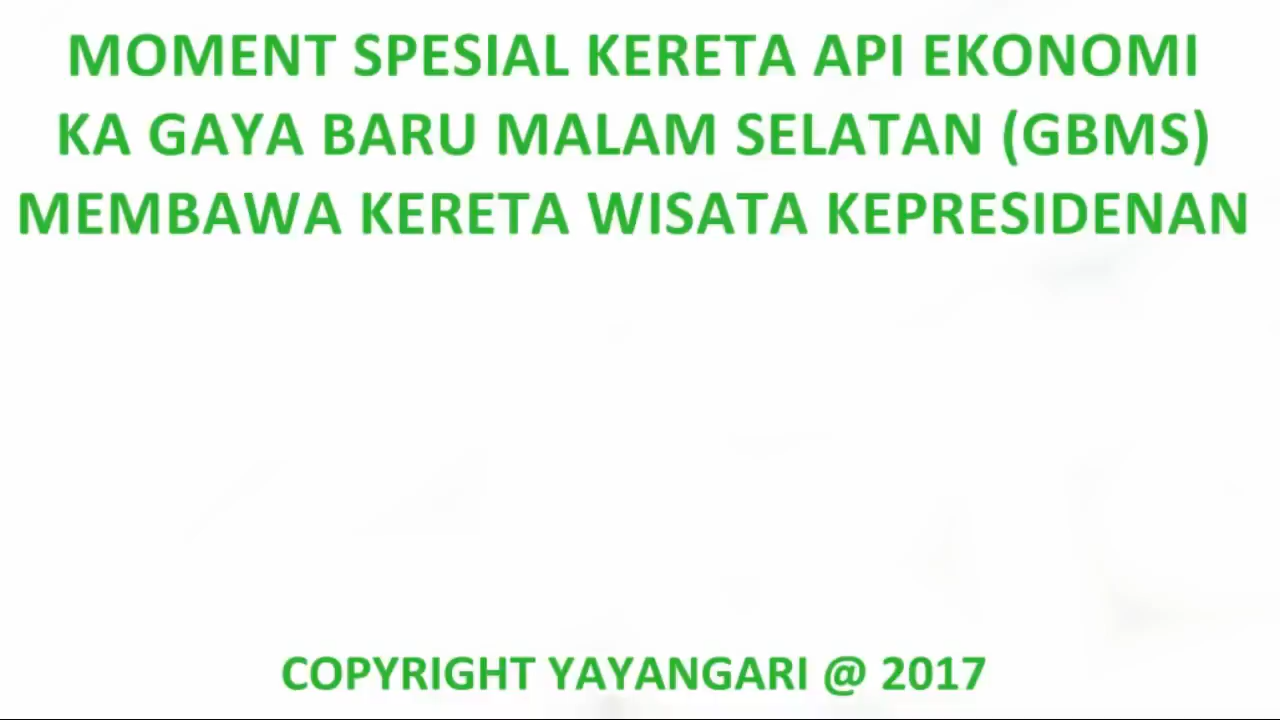 MOMENT SPESIAL KERETA API EKONOMI
KA GAYA BARU MALAM SELATAN (GBMS)
MEMBAWA KERETA WISATA KEPRESIDENAN
COPYRIGHT YAYANGARI @ 2017